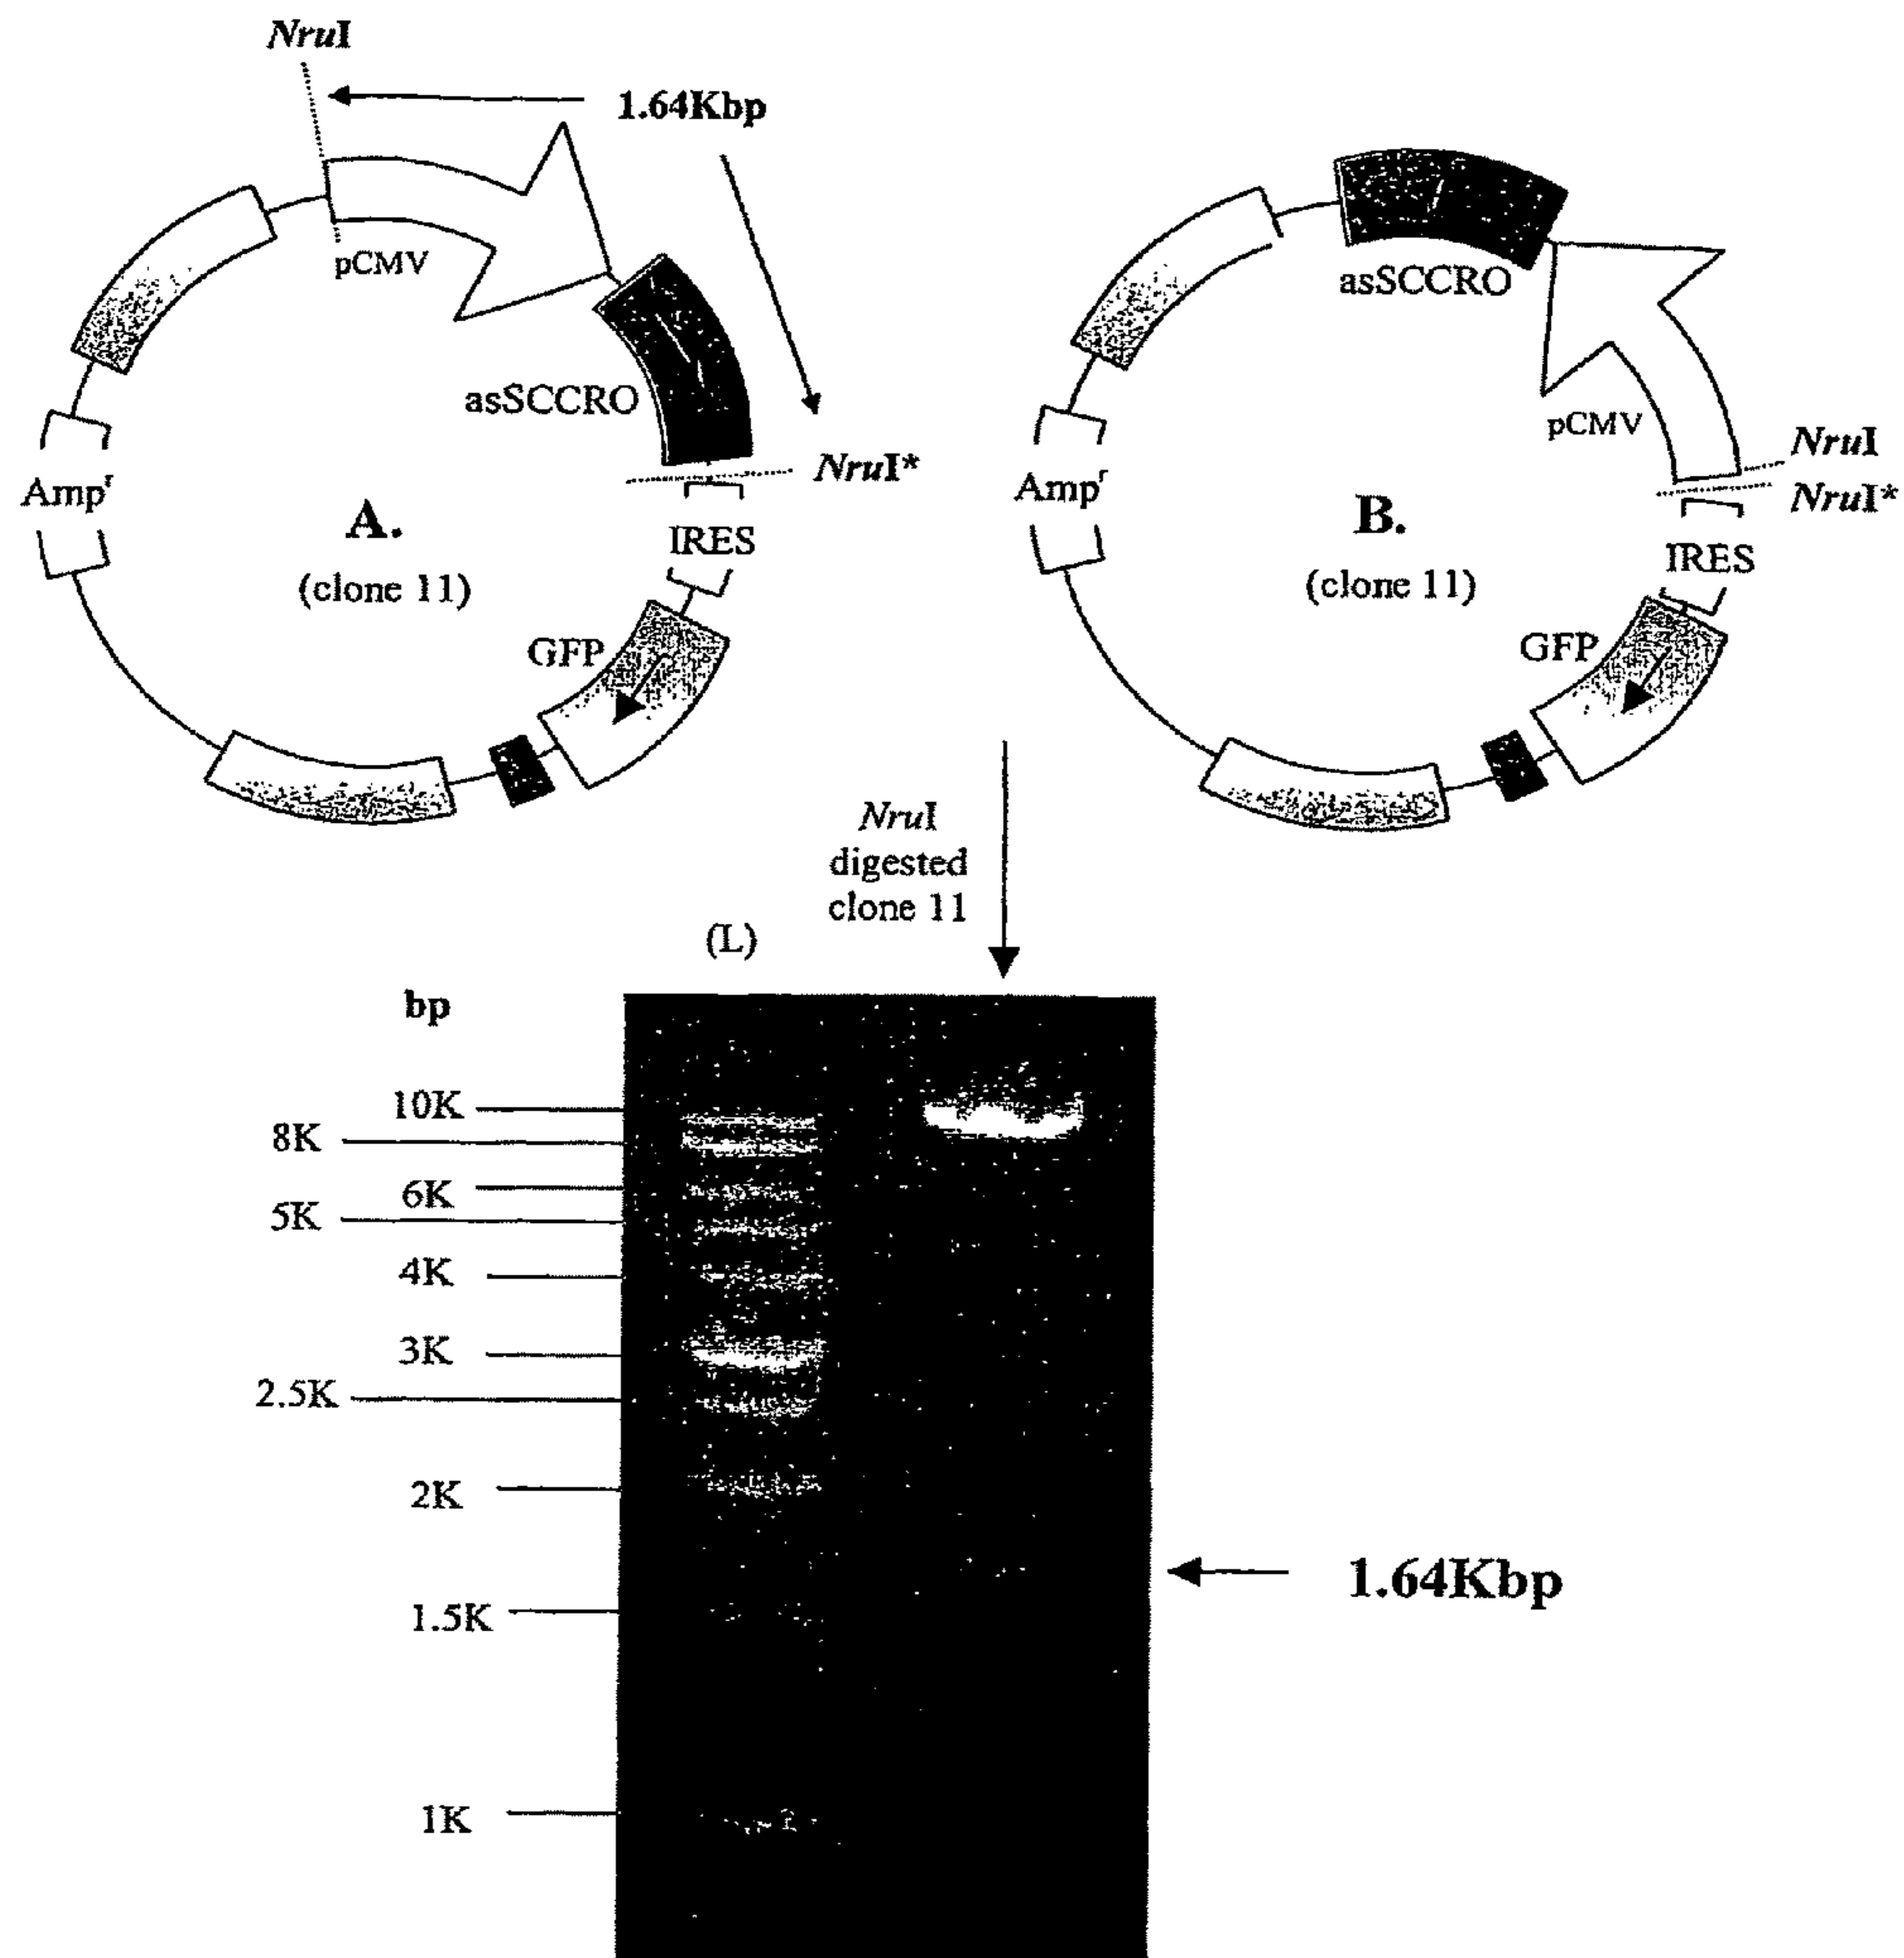 NruI
1.64Kbp
pCMV
asSCCRO
NruI*
Ampʳ
A.
(clone 11)
IRES
GFP
asSCCRO
pCMV
NruI
NruI*
Ampʳ
B.
(clone 11)
IRES
GFP
NruI
digested
clone 11
(L)
bp
10K
8K
6K
5K
4K
3K
2.5K
2K
1.64Kbp
1.5K
1K